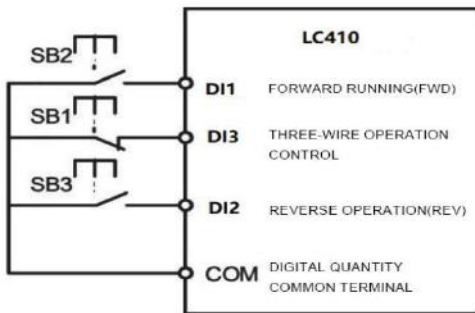 LC410
SB2
DI1 FORWARD RUNNING(FWD)
SB1
DI3 THREE-WIRE OPERATION
CONTROL
SB3
DI2 REVERSE OPERATION(REV)
COM DIGITAL QUANTITY
COMMON TERMINAL